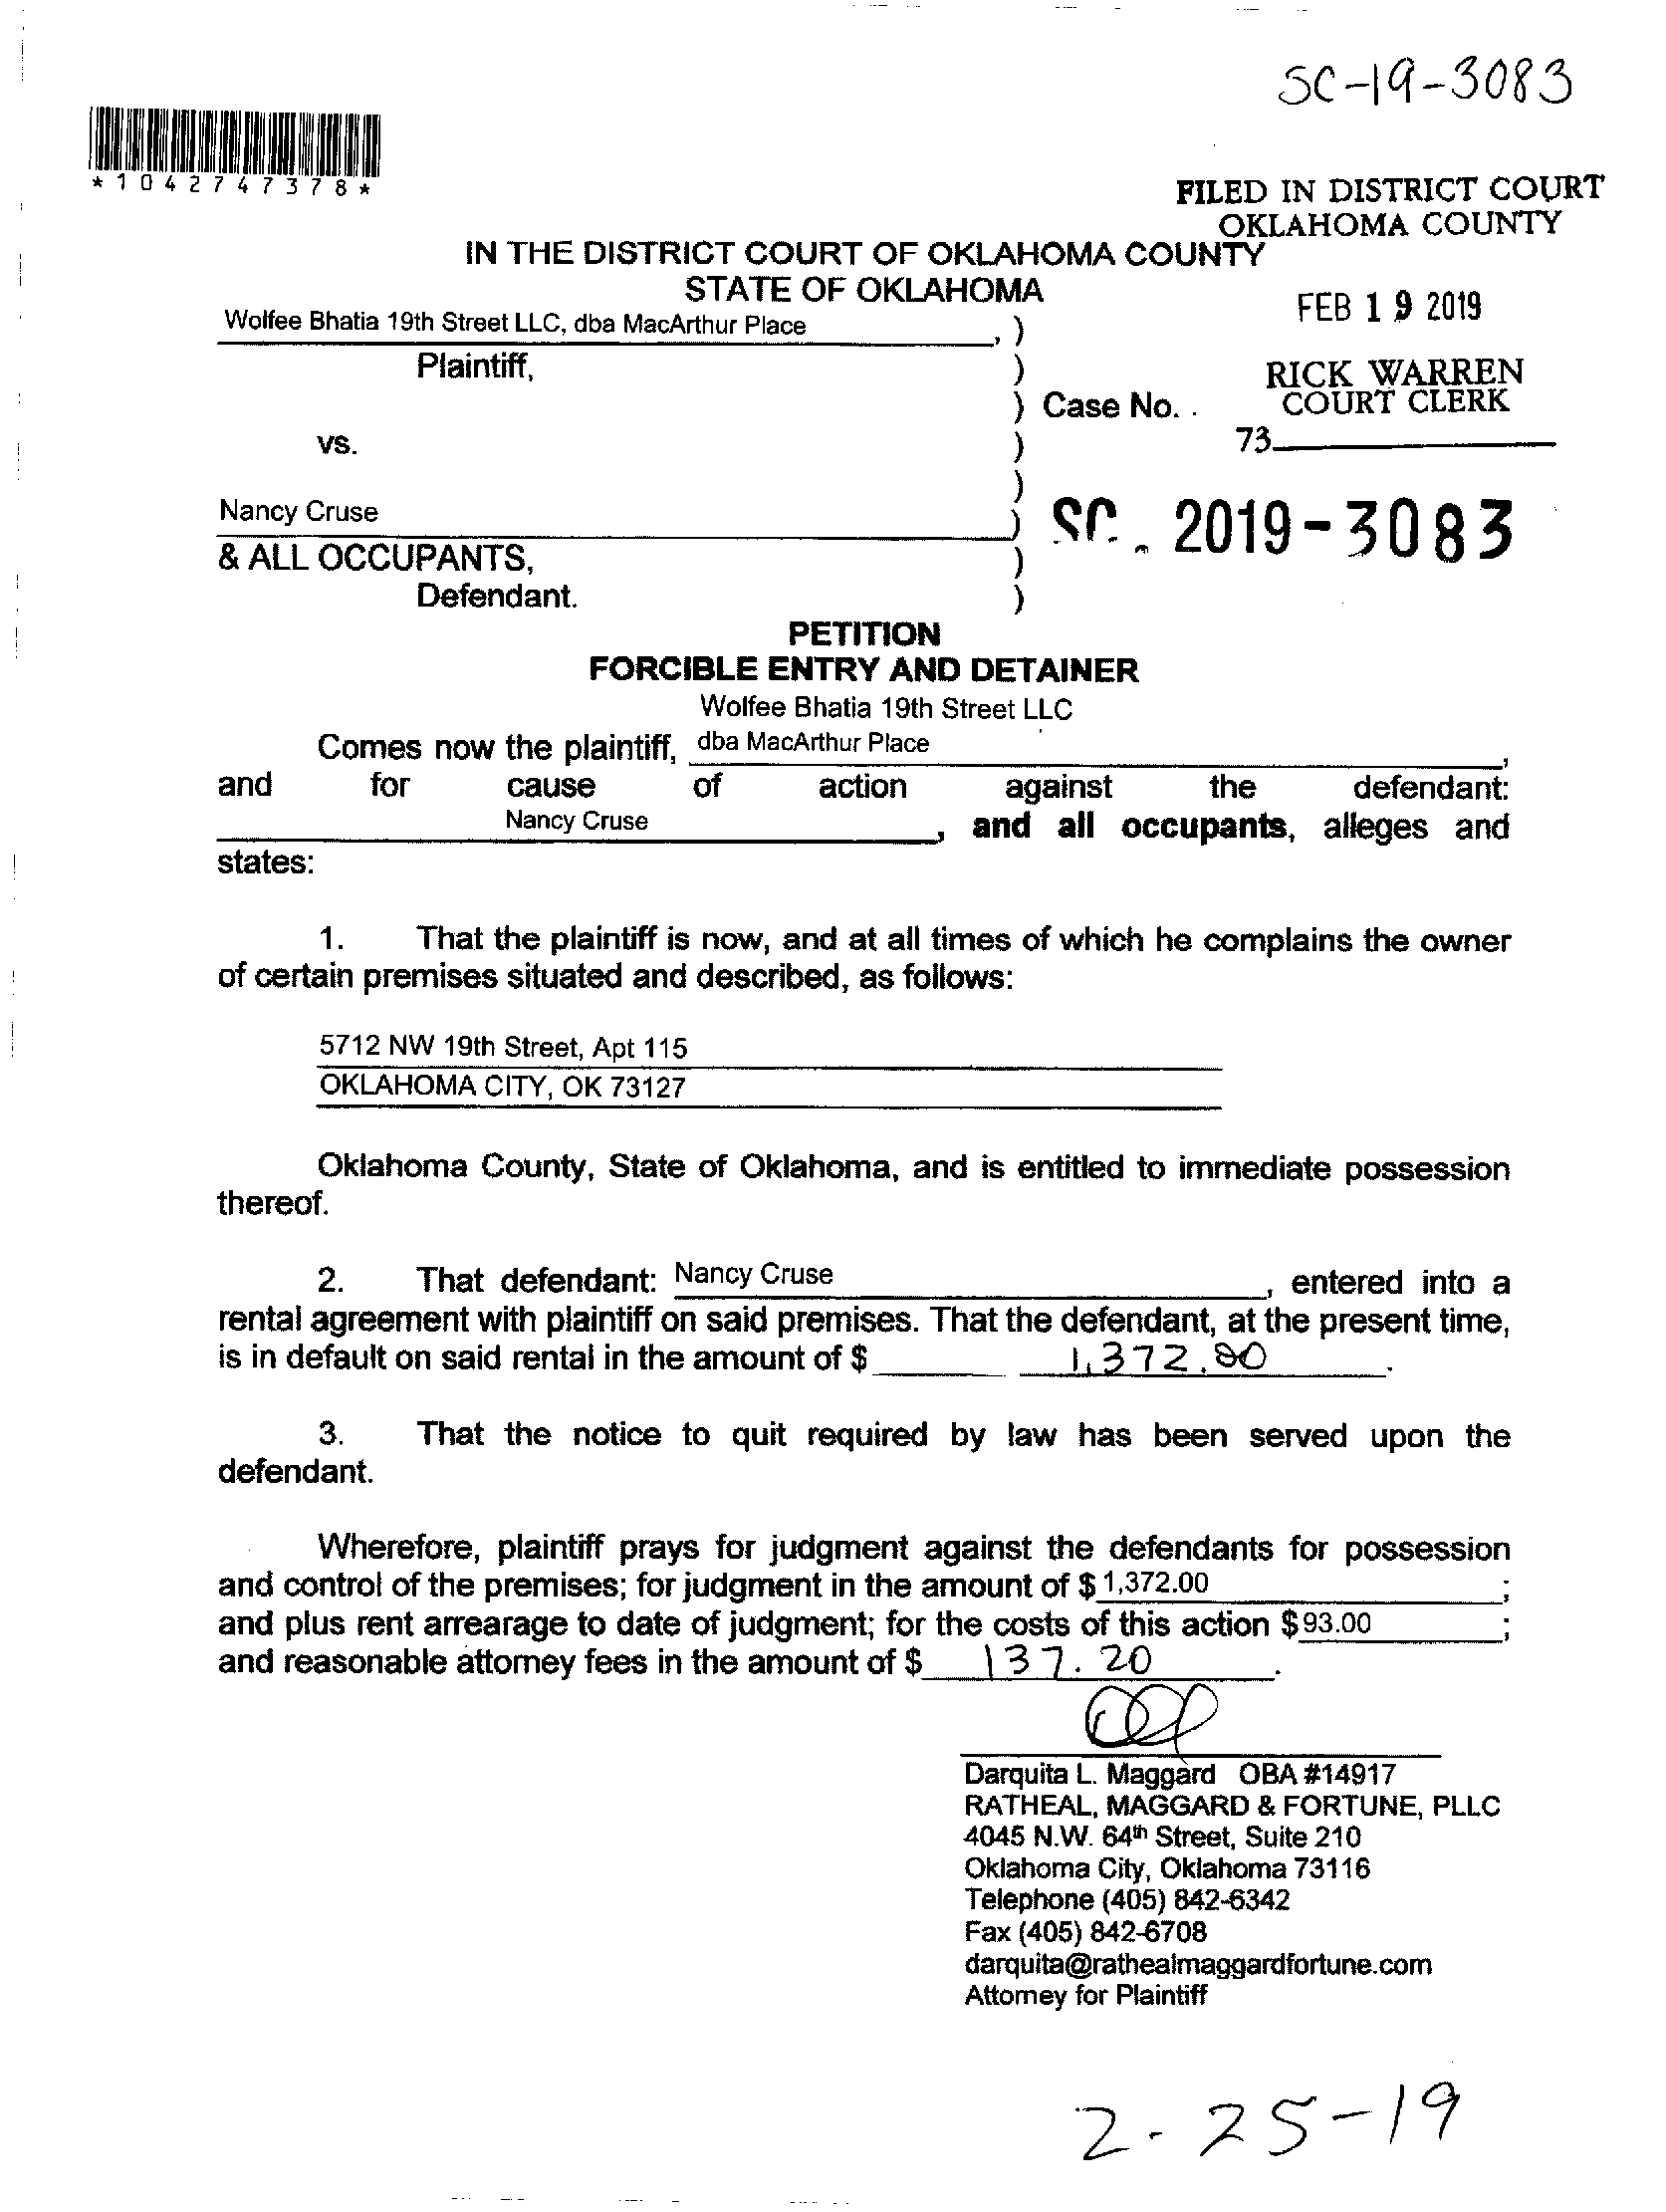 SC-19-3083
*1042747378*
FILED IN DISTRICT COURT
OKLAHOMA COUNTY
IN THE DISTRICT COURT OF OKLAHOMA COUNTY
STATE OF OKLAHOMA
FEB 19 2019
Wolfee Bhatia 19th Street LLC, dba MacArthur Place, )
Plaintiff, )
RICK WARREN
COURT CLERK
) Case No. .
73
vs. )
)
Nancy Cruse )
SC. 2019-3083
& ALL OCCUPANTS, )
Defendant. )
PETITION
FORCIBLE ENTRY AND DETAINER
Wolfee Bhatia 19th Street LLC
Comes now the plaintiff, dba MacArthur Place,
and for cause of action against the defendant:
Nancy Cruse, and all occupants, alleges and
states:
1. That the plaintiff is now, and at all times of which he complains the owner
of certain premises situated and described, as follows:
5712 NW 19th Street, Apt 115
OKLAHOMA CITY, OK 73127
Oklahoma County, State of Oklahoma, and is entitled to immediate possession
thereof.
2. That defendant: Nancy Cruse, entered into a
rental agreement with plaintiff on said premises. That the defendant, at the present time,
is in default on said rental in the amount of $ 1,372.00.
3. That the notice to quit required by law has been served upon the
defendant.
Wherefore, plaintiff prays for judgment against the defendants for possession
and control of the premises; for judgment in the amount of $ 1,372.00;
and plus rent arrearage to date of judgment; for the costs of this action $93.00;
and reasonable attorney fees in the amount of $ 137.20.
Darquita L. Maggard OBA #14917
RATHEAL, MAGGARD & FORTUNE, PLLC
4045 N.W. 64th Street, Suite 210
Oklahoma City, Oklahoma 73116
Telephone (405) 842-6342
Fax (405) 842-6708
darquita@rathealmaggardfortune.com
Attorney for Plaintiff
2-25-19